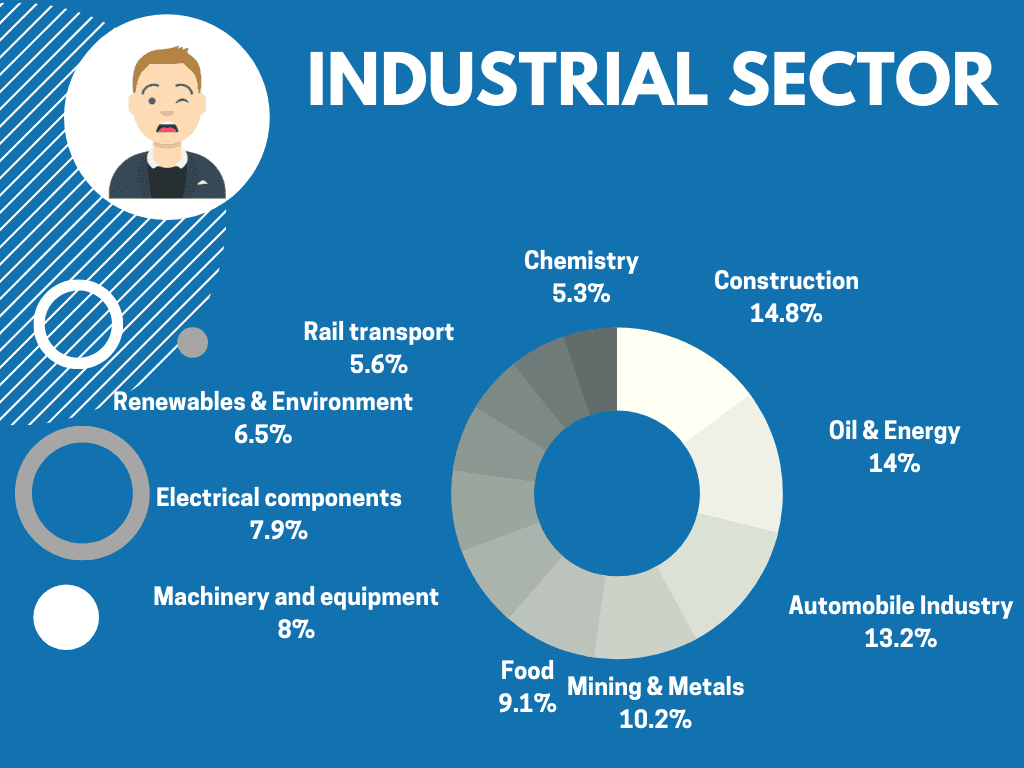 INDUSTRIAL SECTOR
Chemistry
5.3%
Construction
14.8%
Rail transport
5.6%
Renewables & Environment
6.5%
Oil & Energy
14%
Electrical components
7.9%
Machinery and equipment
8%
Automobile Industry
13.2%
Food
9.1%
Mining & Metals
10.2%